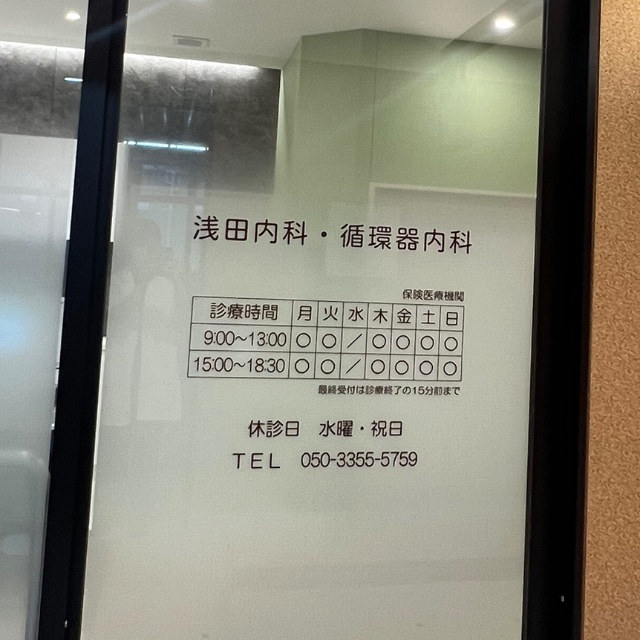 浅田内科・循環器内科
保険医療機関
診療時間 月 火 水 木 金 土 日
9:00〜13:00 ○ ○ ／ ○ ○ ○ ○
15:00〜18:30 ○ ○ ／ ○ ○ ○ ○
最終受付は診療終了の15分前まで
休診日 水曜・祝日
TEL 050-3355-5759